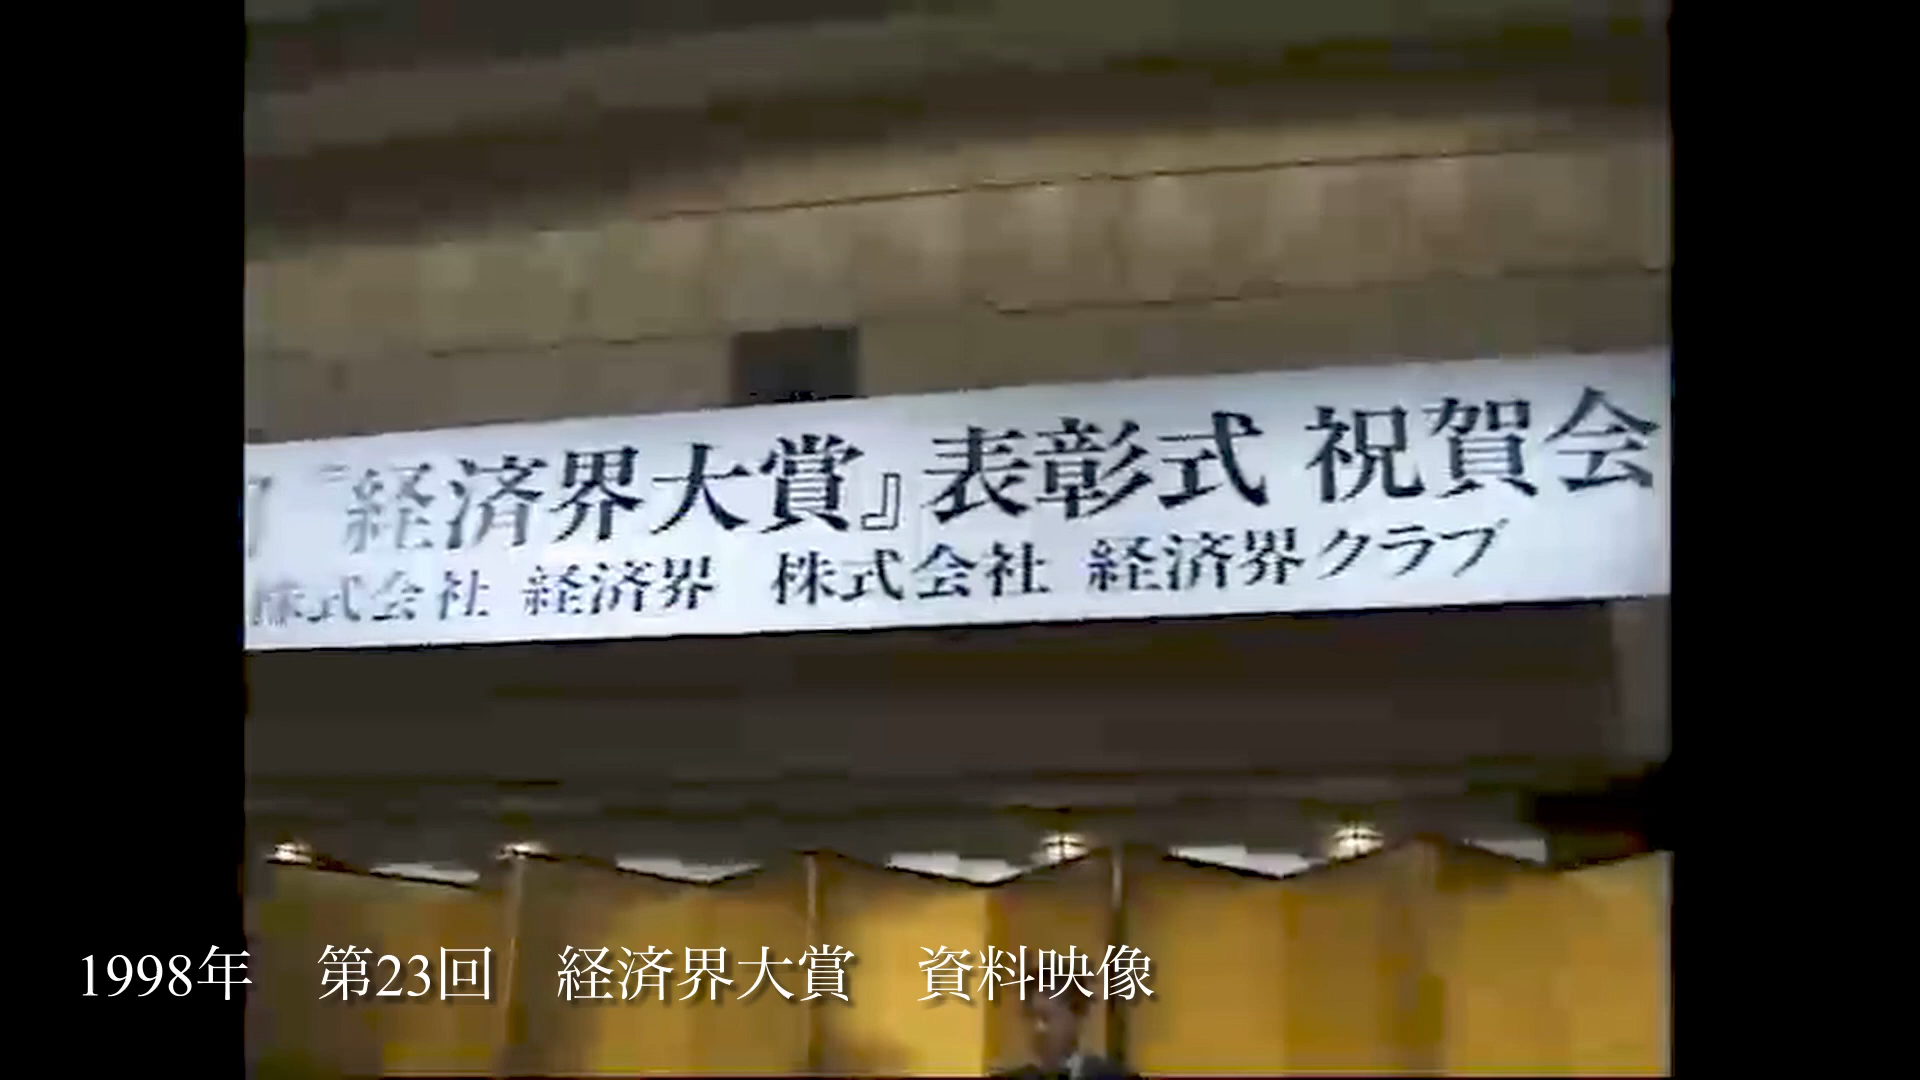 『経済界大賞』表彰式 祝賀会
株式会社 経済界 株式会社 経済界クラブ
1998年　第23回　経済界大賞　資料映像